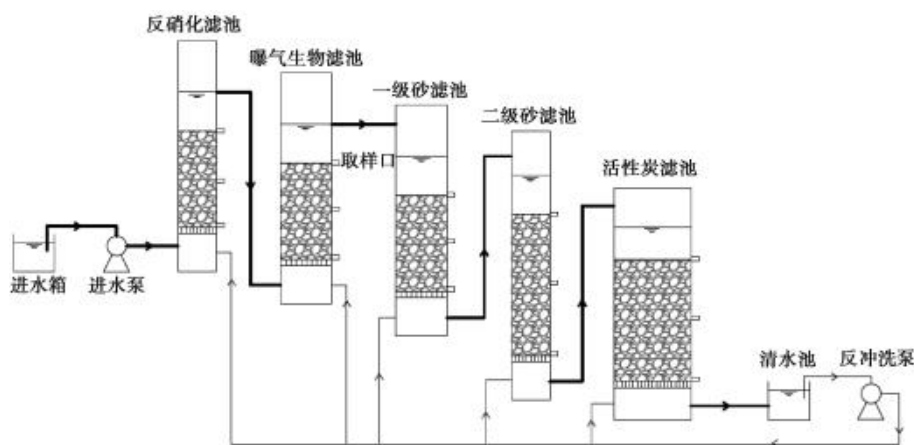 反硝化滤池
曝气生物滤池
一级砂滤池
二级砂滤池
取样口
活性炭滤池
进水箱
进水泵
清水池
反冲洗泵